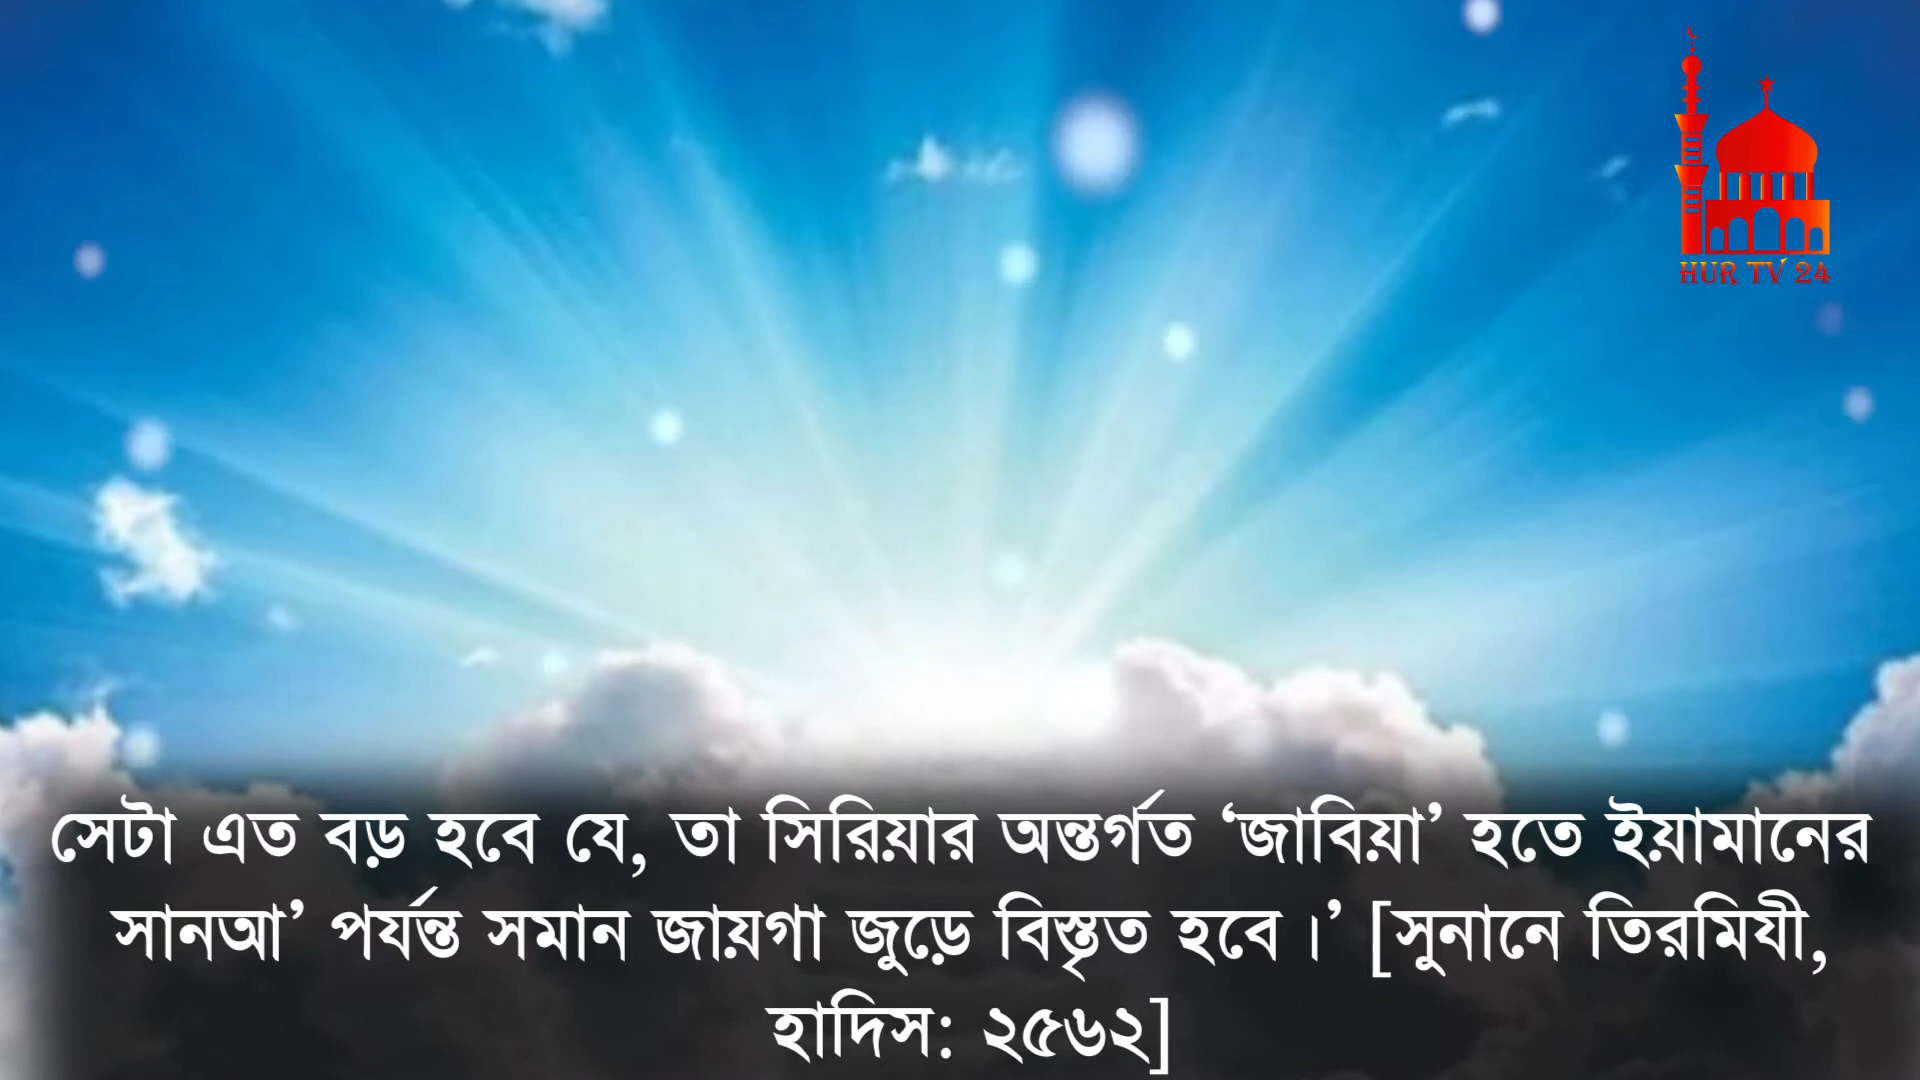 HUR TV 24
সেটা এত বড় হবে যে, তা সিরিয়ার অন্তর্গত ‘জাবিয়া’ হতে ইয়ামানের
সানআ’ পর্যন্ত সমান জায়গা জুড়ে বিস্তৃত হবে।’ [সুনানে তিরমিযী,
হাদিস: ২৫৬২]